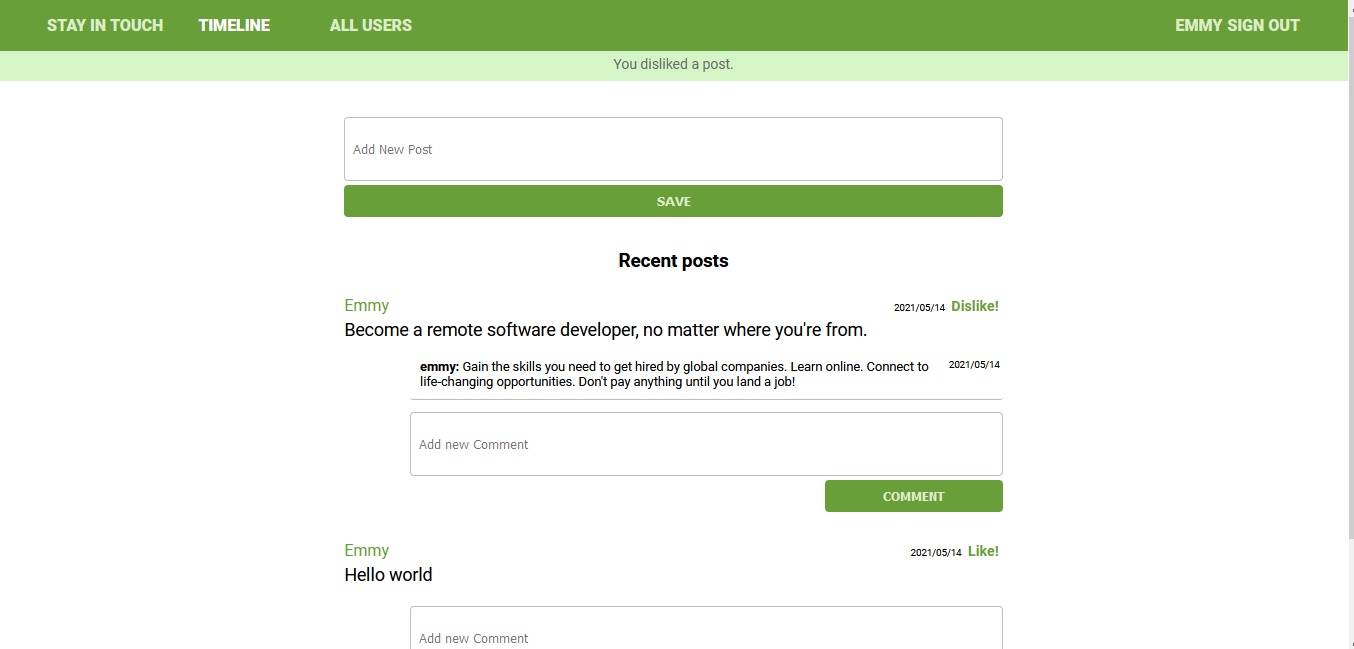 STAY IN TOUCH TIMELINE ALL USERS EMMY SIGN OUT
You disliked a post.
Add New Post
SAVE
Recent posts
Emmy 2021/05/14 Dislike!
Become a remote software developer, no matter where you're from.
emmy: Gain the skills you need to get hired by global companies. Learn online. Connect to 2021/05/14
life-changing opportunities. Don't pay anything until you land a job!
Add new Comment
COMMENT
Emmy 2021/05/14 Like!
Hello world
Add new Comment